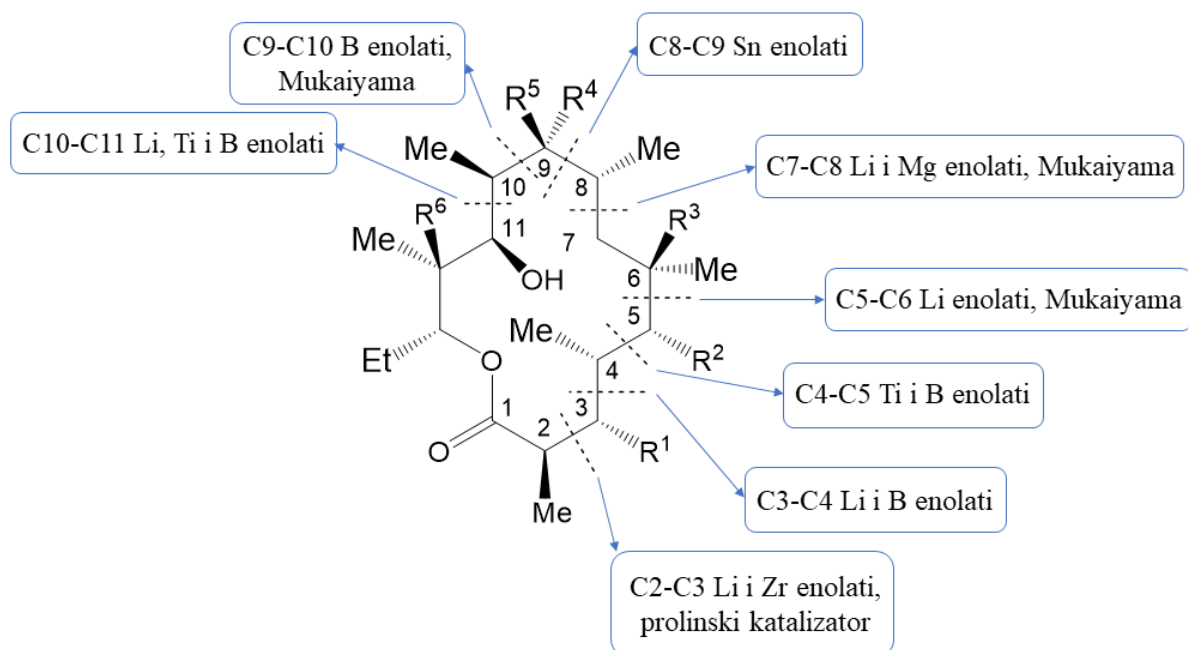 C9-C10 B enolati,
Mukaiyama
C8-C9 Sn enolati
C10-C11 Li, Ti i B enolati
R⁵
R⁴
Me
9
Me
10
8
C7-C8 Li i Mg enolati, Mukaiyama
R⁶
11
7
R³
Me
OH
6
Me
C5-C6 Li enolati, Mukaiyama
5
Me
R²
Et
O
4
C4-C5 Ti i B enolati
1
3
2
O
R¹
C3-C4 Li i B enolati
Me
C2-C3 Li i Zr enolati,
prolinski katalizator